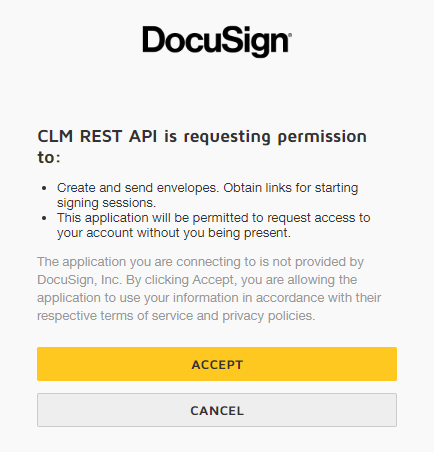 DocuSign
CLM REST API is requesting permission
to:
• Create and send envelopes. Obtain links for starting
signing sessions.
• This application will be permitted to request access to
your account without you being present.
The application you are connecting to is not provided by
DocuSign, Inc. By clicking Accept, you are allowing the
application to use your information in accordance with their
respective terms of service and privacy policies.
ACCEPT
CANCEL